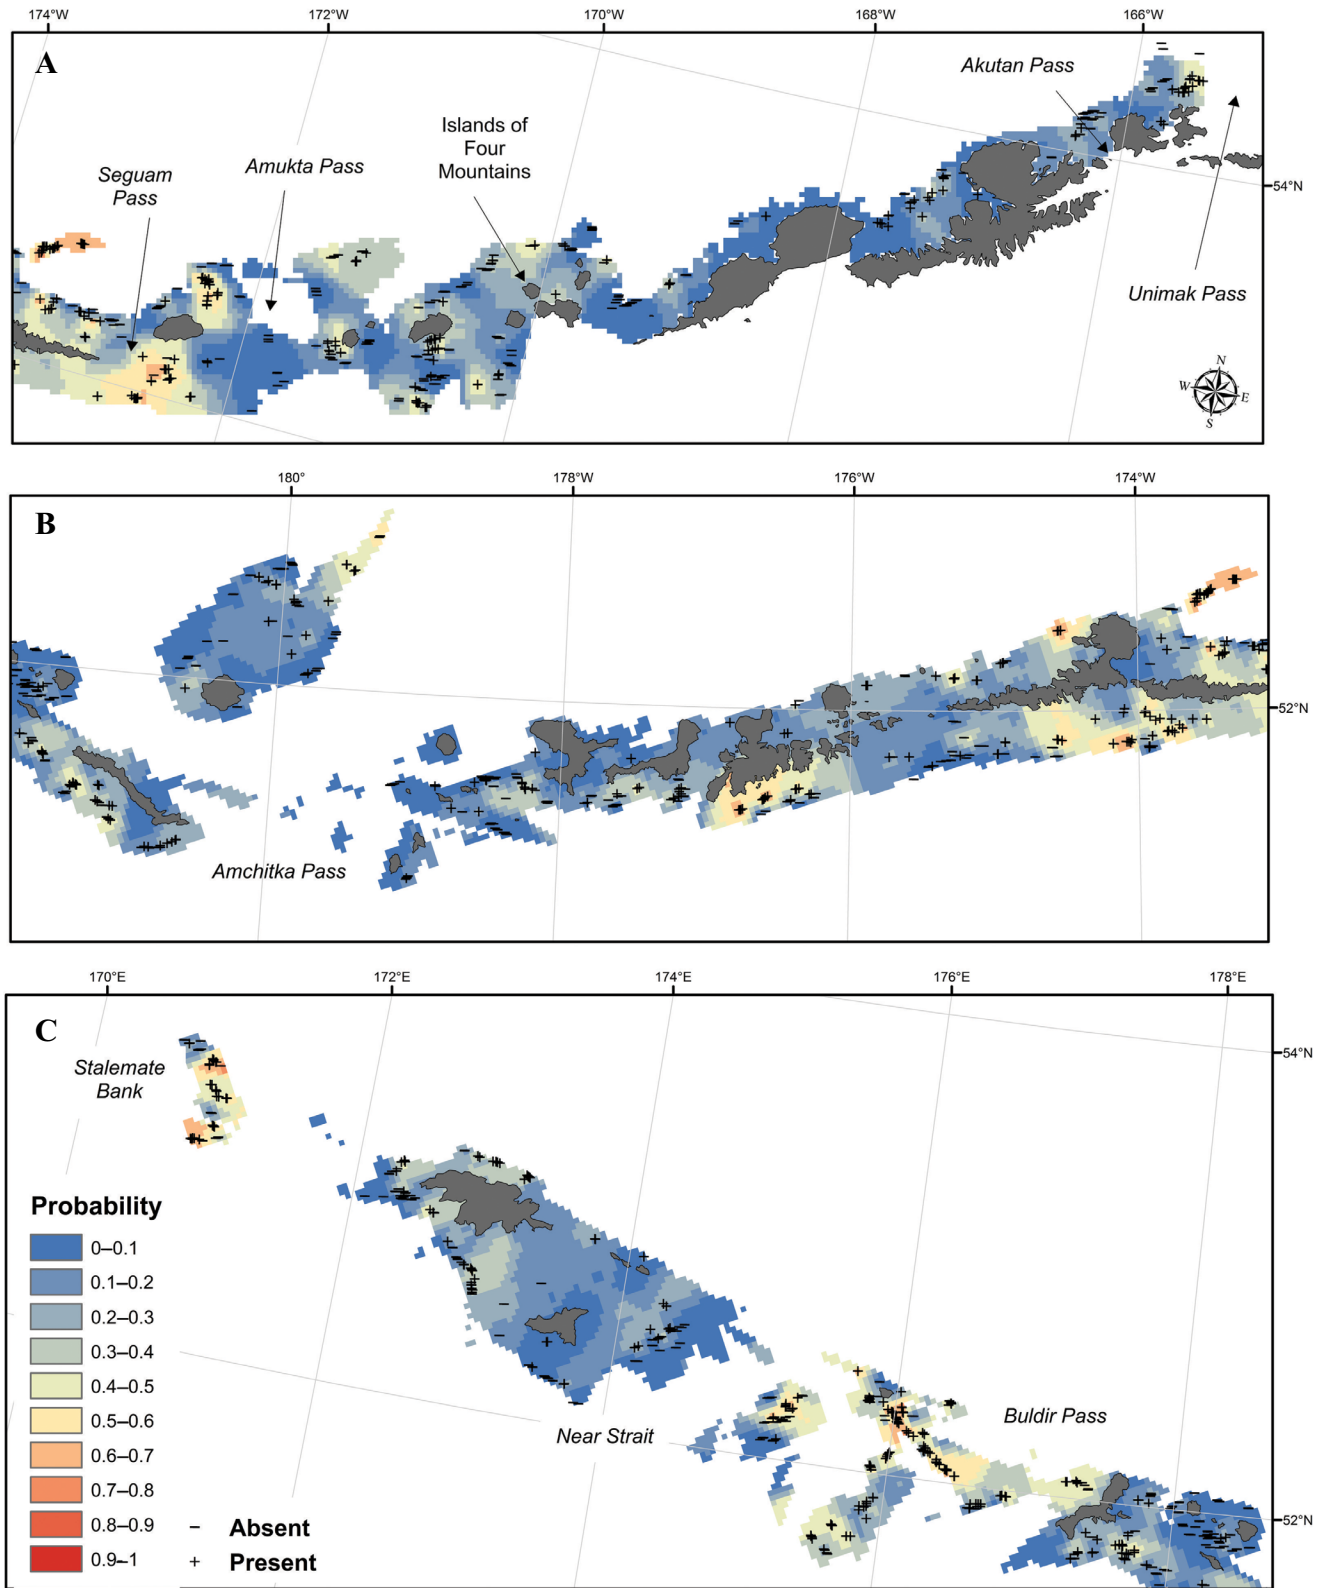 174°W 172°W 170°W 168°W 166°W
A
Akutan Pass
Islands of
Four
Mountains
Amukta Pass
Seguam
Pass
54°N
Unimak Pass
N
W E
S
180° 178°W 176°W 174°W
B
52°N
Amchitka Pass
170°E 172°E 174°E 176°E 178°E
C
54°N
Stalemate
Bank
Probability
0–0.1
0.1–0.2
0.2–0.3
0.3–0.4
0.4–0.5
0.5–0.6
0.6–0.7
0.7–0.8
0.8–0.9
0.9–1
Near Strait
Buldir Pass
52°N
– Absent
+ Present